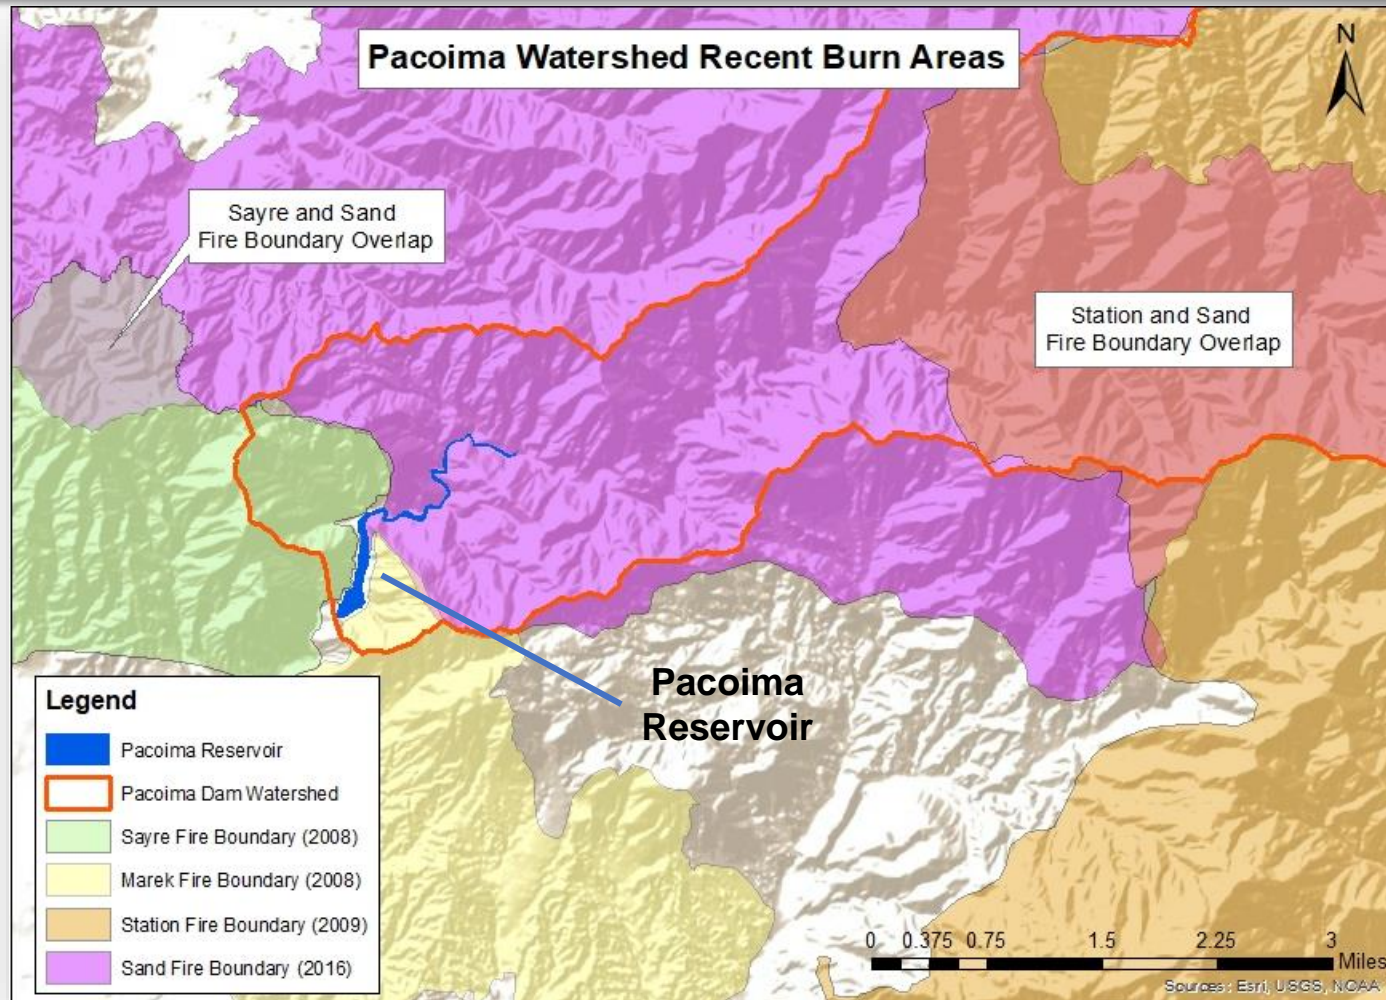 Pacoima Watershed Recent Burn Areas
N
Sayre and Sand
Fire Boundary Overlap
Station and Sand
Fire Boundary Overlap
Pacoima
Reservoir
Legend
Pacoima Reservoir
Pacoima Dam Watershed
Sayre Fire Boundary (2008)
Marek Fire Boundary (2008)
Station Fire Boundary (2009)
Sand Fire Boundary (2016)
0 0.375 0.75 1.5 2.25 3
Miles
Sources: Esri, USGS, NOAA